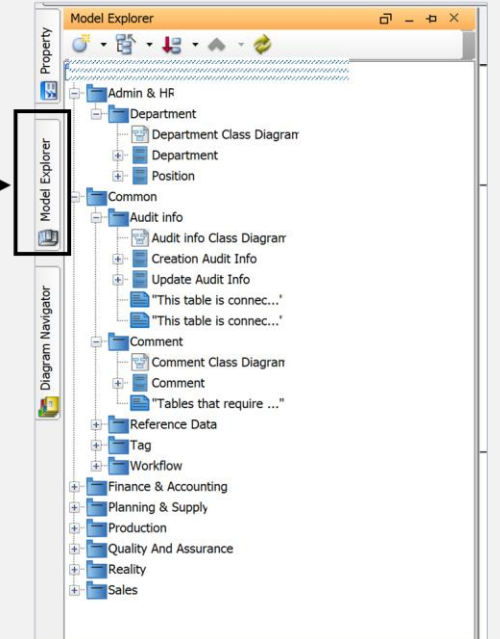 Model Explorer
Property
Model Explorer
Diagram Navigator
Admin & HR
Department
Department Class Diagram
Department
Position
Common
Audit info
Audit info Class Diagram
Creation Audit Info
Update Audit Info
"This table is connec..."
"This table is connec..."
Comment
Comment Class Diagram
Comment
"Tables that require ..."
Reference Data
Tag
Workflow
Finance & Accounting
Planning & Supply
Production
Quality And Assurance
Reality
Sales